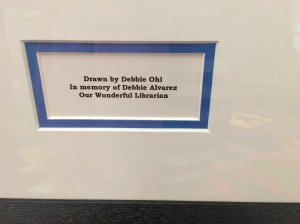 Drawn by Debbie Ohi
In memory of Debbie Alvarez
Our Wonderful Librarian